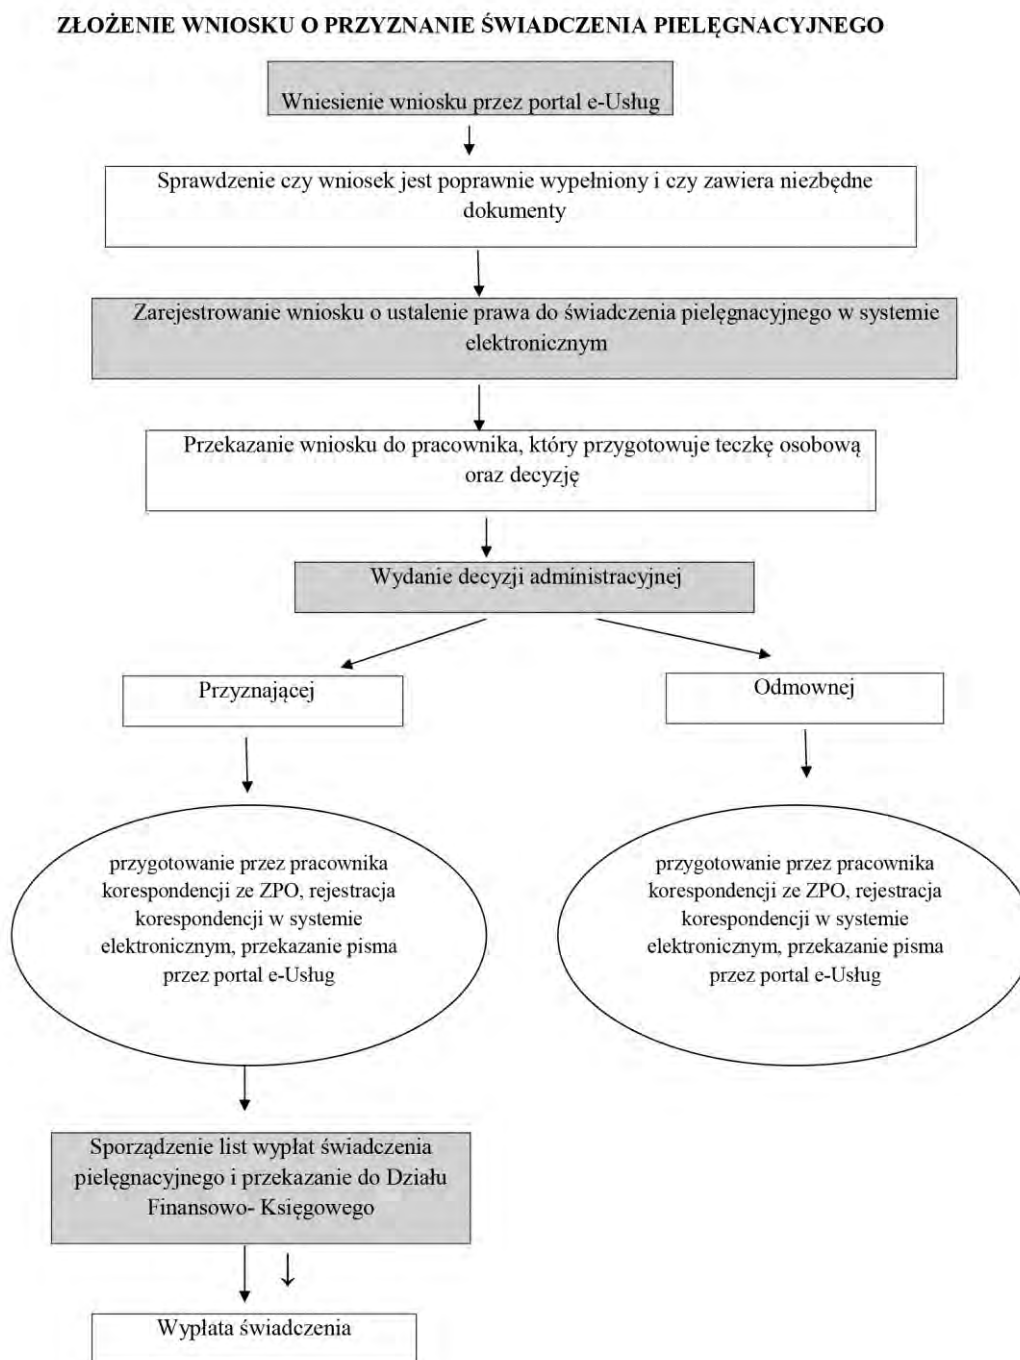 ZŁOŻENIE WNIOSKU O PRZYZNANIE ŚWIADCZENIA PIELĘGNACYJNEGO
Wniesienie wniosku przez portal e-Usług
Sprawdzenie czy wniosek jest poprawnie wypełniony i czy zawiera niezbędne
dokumenty
Zarejestrowanie wniosku o ustalenie prawa do świadczenia pielęgnacyjnego w systemie
elektronicznym
Przekazanie wniosku do pracownika, który przygotowuje teczkę osobową
oraz decyzję
Wydanie decyzji administracyjnej
Przyznającej
Odmownej
przygotowanie przez pracownika
korespondencji ze ZPO, rejestracja
korespondencji w systemie
elektronicznym, przekazanie pisma
przez portal e-Usług
przygotowanie przez pracownika
korespondencji ze ZPO, rejestracja
korespondencji w systemie
elektronicznym, przekazanie pisma
przez portal e-Usług
Sporządzenie list wypłat świadczenia
pielęgnacyjnego i przekazanie do Działu
Finansowo- Księgowego
Wypłata świadczenia